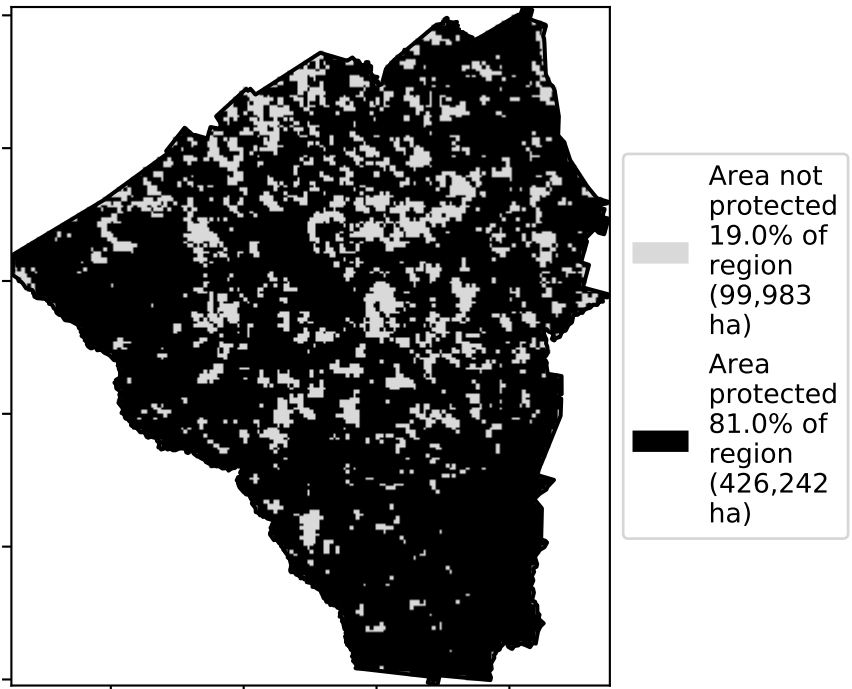 Area not
protected
19.0% of
region
(99,983
ha)
Area
protected
81.0% of
region
(426,242
ha)